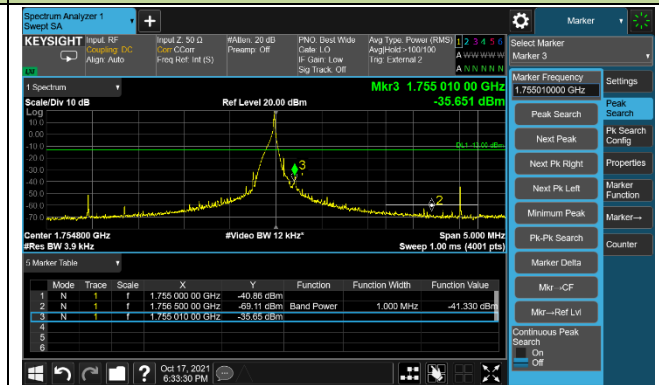 Spectrum Analyzer 1
Swept SA
+
Marker
KEYSIGHT
Input: RF
Coupling: DC
Align: Auto
Input Z: 50 Ω
Corr CCorr
Freq Ref: Int (S)
#Atten: 20 dB
Preamp: Off
PNO: Best Wide
Gate: LO
IF Gain: Low
Sig Track: Off
Avg Type: Power (RMS)
Avg|Hold:>100/100
Trig: External 2
1 2 3 4 5 6
A W W W W W
A N N N N N
Select Marker
Marker 3
LW
1 Spectrum
Scale/Div 10 dB
Log
Ref Level 20.00 dBm
Mkr3 1.755 010 00 GHz
-35.651 dBm
10.0
0.00
-10.0
-20.0
-30.0
-40.0
-50.0
-60.0
-70.0
DL1 -13.00 dBm
3
2
Center 1.754800 GHz
#Res BW 3.9 kHz
#Video BW 12 kHz*
Span 5.000 MHz
Sweep 1.00 ms (4001 pts)
5 Marker Table
Mode Trace Scale X Y Function Function Width Function Value
1 N 1 f 1.755 000 00 GHz -40.86 dBm
2 N 1 f 1.756 500 00 GHz -69.11 dBm Band Power 1.000 MHz -41.330 dBm
3 N 1 f 1.755 010 00 GHz -35.65 dBm
4
5
6
Marker Frequency
1.755010000 GHz
Peak Search
Next Peak
Next Pk Right
Next Pk Left
Minimum Peak
Pk-Pk Search
Marker Delta
Mkr→CF
Mkr→Ref Lvl
Continuous Peak
Search
On
Off
Settings
Peak
Search
Pk Search
Config
Properties
Marker
Function
Marker→
Counter
?
Oct 17, 2021
6:33:30 PM